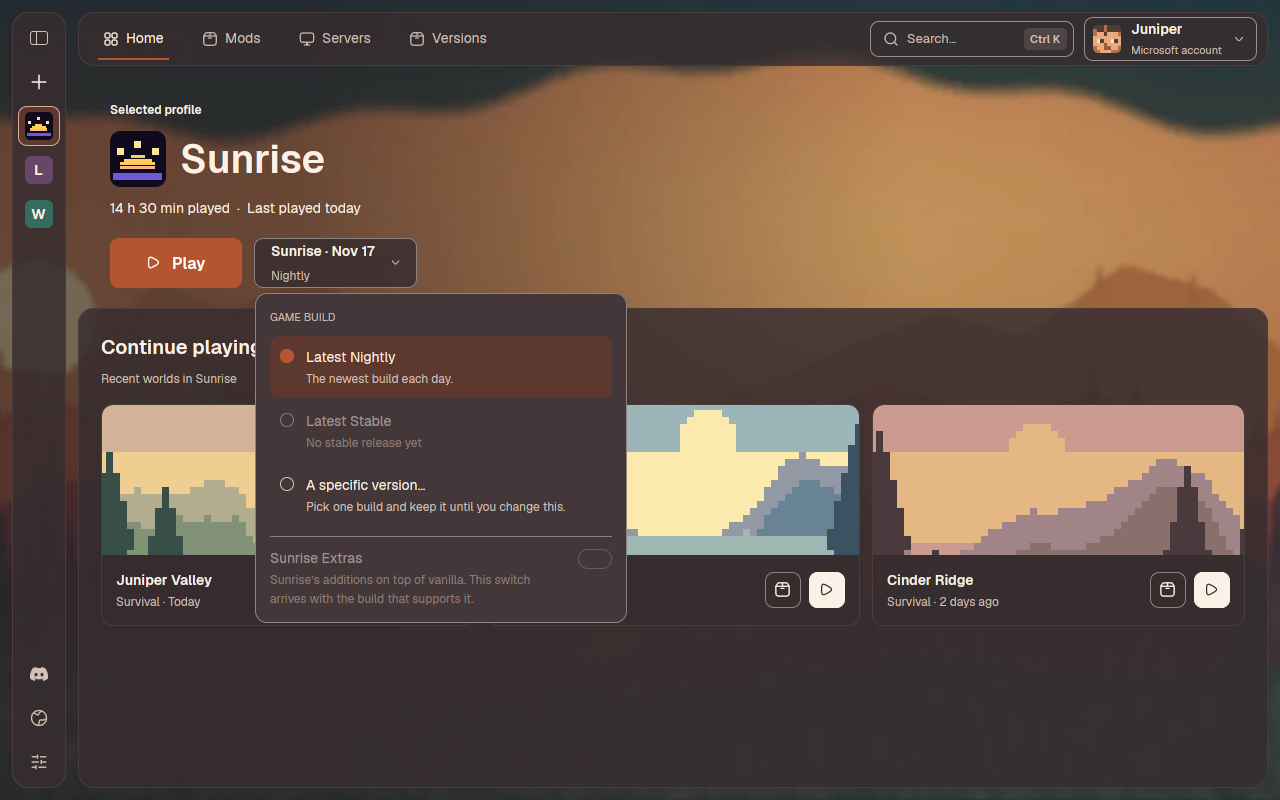 Home
Mods
Servers
Versions
Search...
Ctrl K
Juniper
Microsoft account
L
W
Selected profile
Sunrise
14 h 30 min played · Last played today
Play
Sunrise · Nov 17
Nightly
GAME BUILD
Latest Nightly
The newest build each day.
Latest Stable
No stable release yet
A specific version...
Pick one build and keep it until you change this.
Sunrise Extras
Sunrise's additions on top of vanilla. This switch
arrives with the build that supports it.
Continue playing
Recent worlds in Sunrise
Juniper Valley
Survival · Today
Cinder Ridge
Survival · 2 days ago